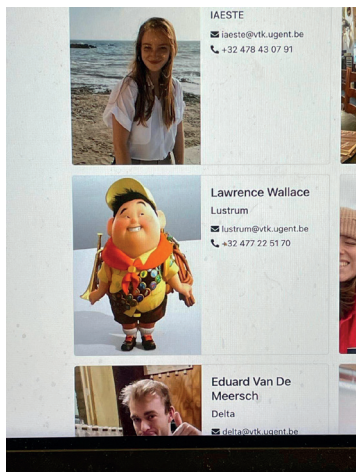 IAESTE
iaeste@vtk.ugent.be
+32 478 43 07 91
Lawrence Wallace
Lustrum
lustrum@vtk.ugent.be
+32 477 22 51 70
Eduard Van De
Meersch
Delta
delta@vtk.ugent.be